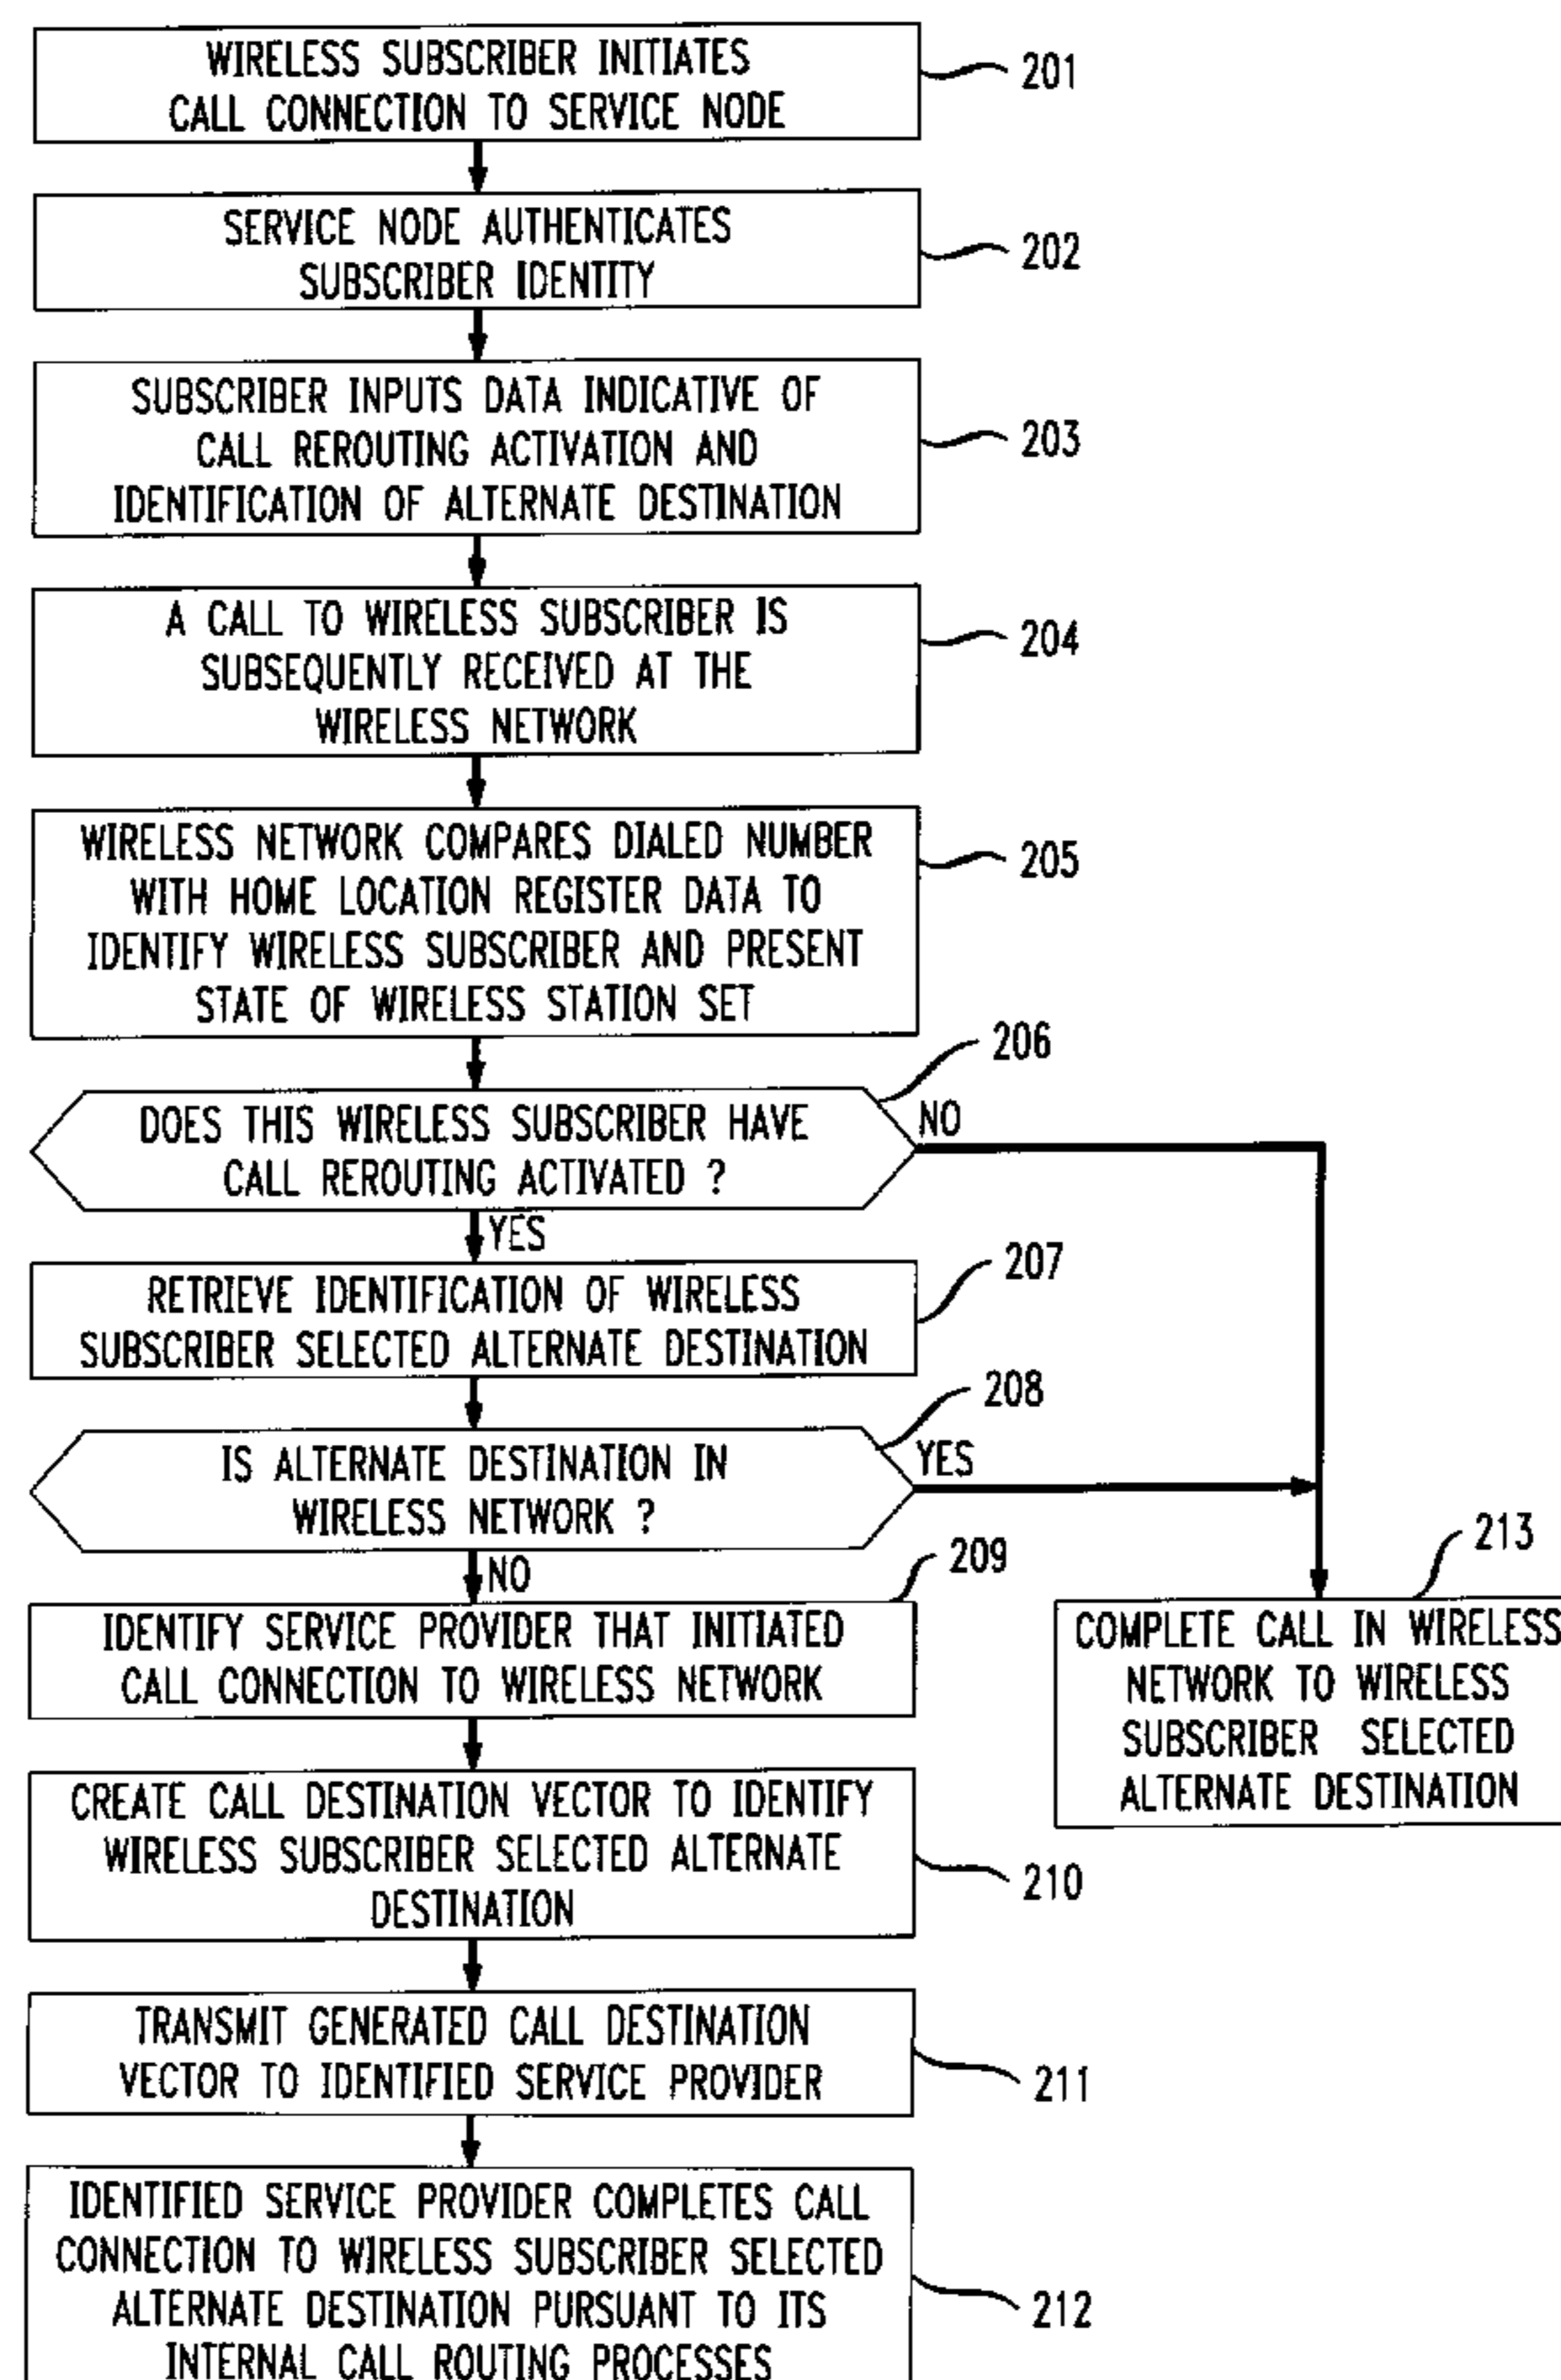 WIRELESS SUBSCRIBER INITIATES
CALL CONNECTION TO SERVICE NODE
201
SERVICE NODE AUTHENTICATES
SUBSCRIBER IDENTITY
202
SUBSCRIBER INPUTS DATA INDICATIVE OF
CALL REROUTING ACTIVATION AND
IDENTIFICATION OF ALTERNATE DESTINATION
203
A CALL TO WIRELESS SUBSCRIBER IS
SUBSEQUENTLY RECEIVED AT THE
WIRELESS NETWORK
204
WIRELESS NETWORK COMPARES DIALED NUMBER
WITH HOME LOCATION REGISTER DATA TO
IDENTIFY WIRELESS SUBSCRIBER AND PRESENT
STATE OF WIRELESS STATION SET
205
206
DOES THIS WIRELESS SUBSCRIBER HAVE
CALL REROUTING ACTIVATED ?
NO
YES
RETRIEVE IDENTIFICATION OF WIRELESS
SUBSCRIBER SELECTED ALTERNATE DESTINATION
207
208
IS ALTERNATE DESTINATION IN
WIRELESS NETWORK ?
YES
NO
209
IDENTIFY SERVICE PROVIDER THAT INITIATED
CALL CONNECTION TO WIRELESS NETWORK
213
COMPLETE CALL IN WIRELESS
NETWORK TO WIRELESS
SUBSCRIBER SELECTED
ALTERNATE DESTINATION
CREATE CALL DESTINATION VECTOR TO IDENTIFY
WIRELESS SUBSCRIBER SELECTED ALTERNATE
DESTINATION
210
TRANSMIT GENERATED CALL DESTINATION
VECTOR TO IDENTIFIED SERVICE PROVIDER
211
IDENTIFIED SERVICE PROVIDER COMPLETES CALL
CONNECTION TO WIRELESS SUBSCRIBER SELECTED
ALTERNATE DESTINATION PURSUANT TO ITS
INTERNAL CALL ROUTING PROCESSES
212